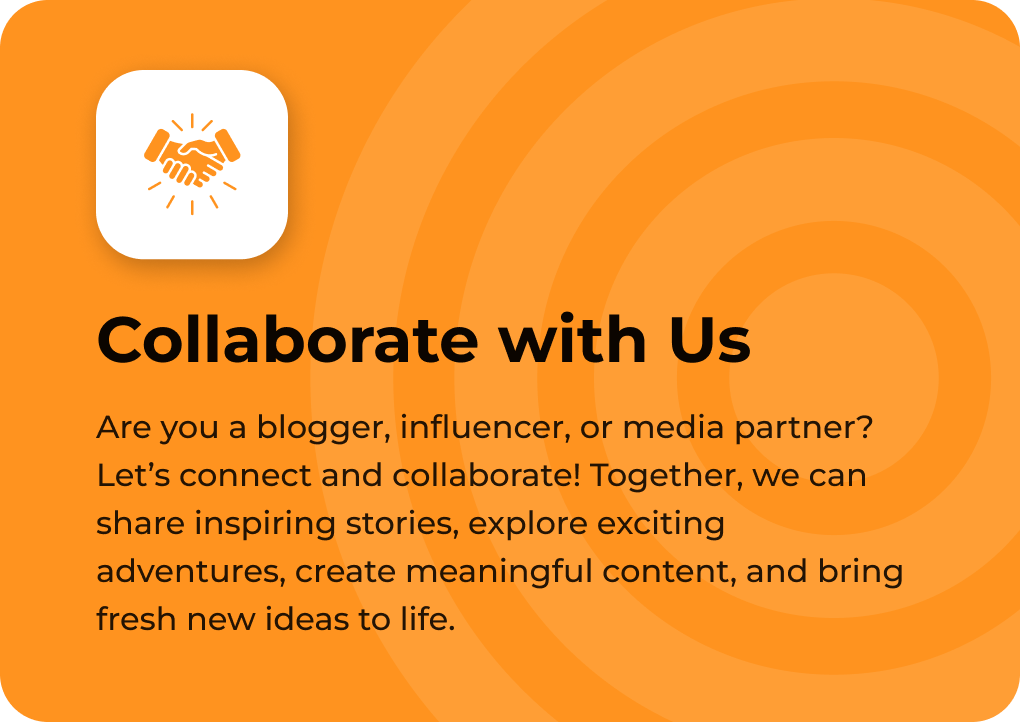 Collaborate with Us
Are you a blogger, influencer, or media partner?
Let’s connect and collaborate! Together, we can
share inspiring stories, explore exciting
adventures, create meaningful content, and bring
fresh new ideas to life.